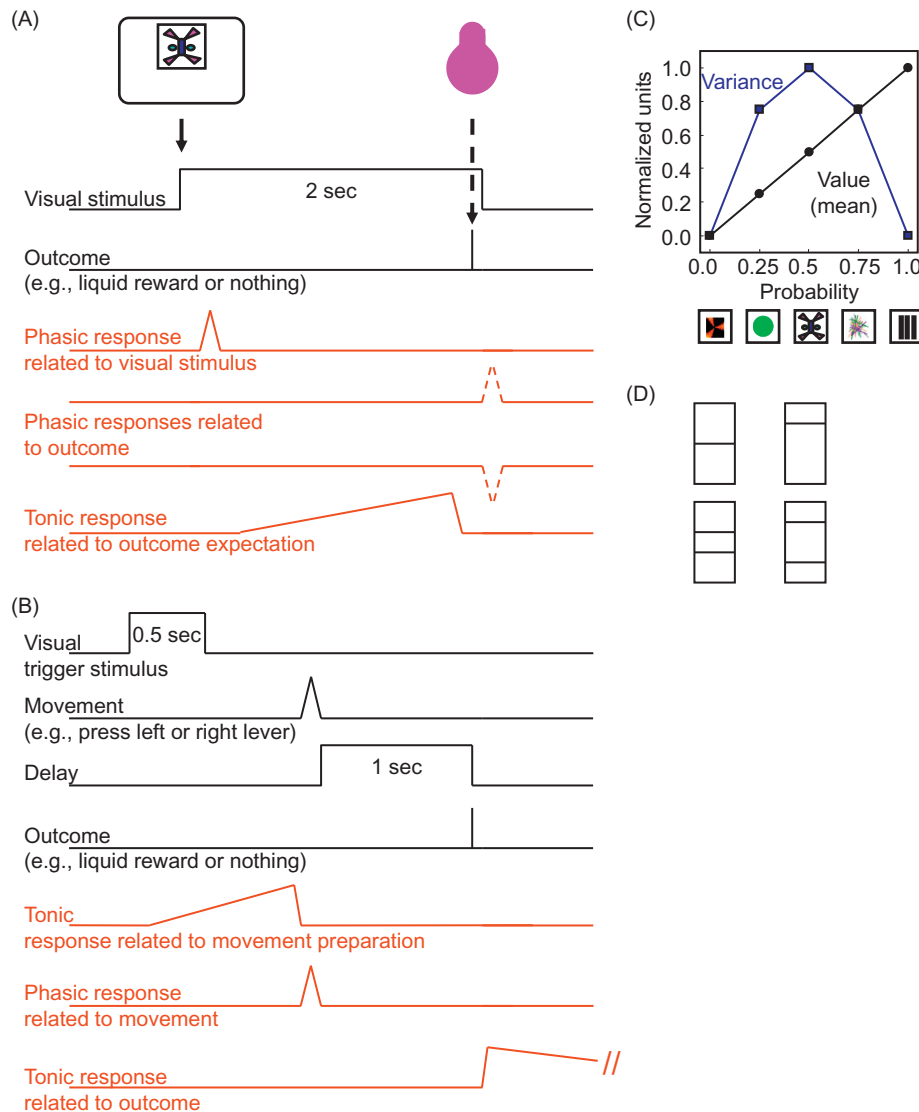 (A)
Visual stimulus
2 sec
Outcome
(e.g., liquid reward or nothing)
Phasic response
related to visual stimulus
Phasic responses related
to outcome
Tonic response
related to outcome expectation
(B)
0.5 sec
Visual
trigger stimulus
Movement
(e.g., press left or right lever)
Delay
1 sec
Outcome
(e.g., liquid reward or nothing)
Tonic
response related to movement preparation
Phasic response
related to movement
Tonic response
related to outcome
(C)
Normalized units
1.0
0.8
0.6
0.4
0.2
0.0
Variance
Value
(mean)
0.0 0.25 0.5 0.75 1.0
Probability
(D)